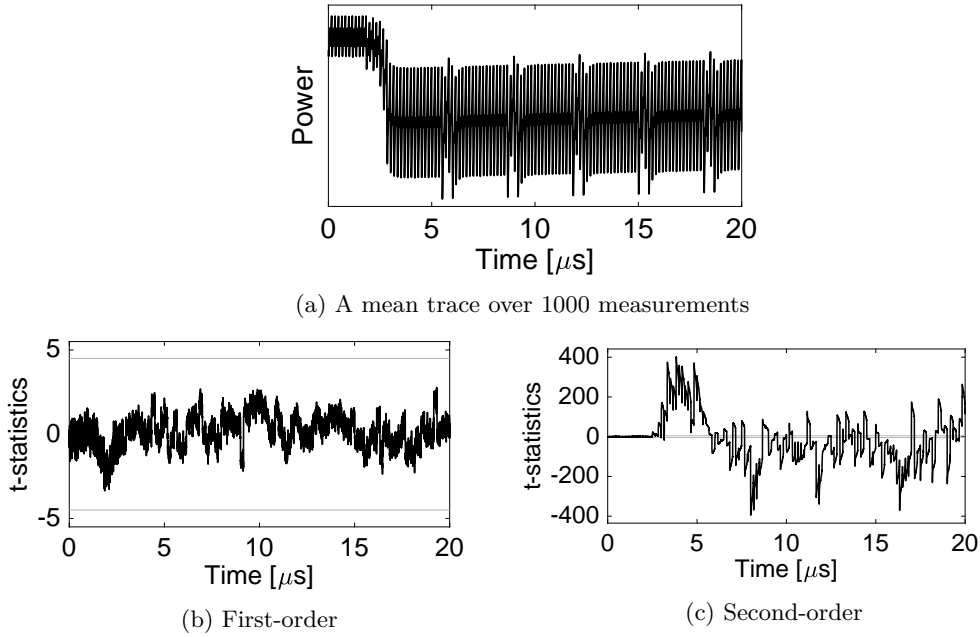 Power
0 5 10 15 20
Time [μs]
(a) A mean trace over 1000 measurements
t-statistics
5
0
-5
0 5 10 15 20
Time [μs]
(b) First-order
t-statistics
400
200
0
-200
-400
0 5 10 15 20
Time [μs]
(c) Second-order